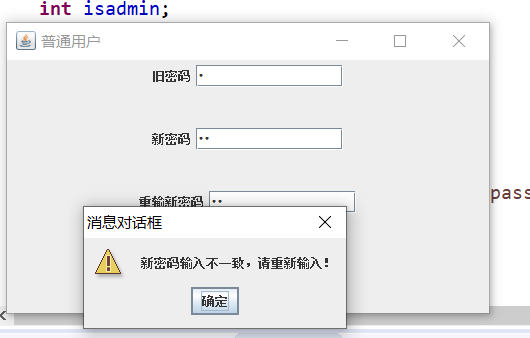 int isadmin;
普通用户
旧密码
新密码
pass
重输新密码
消息对话框
新密码输入不一致，请重新输入！
确定